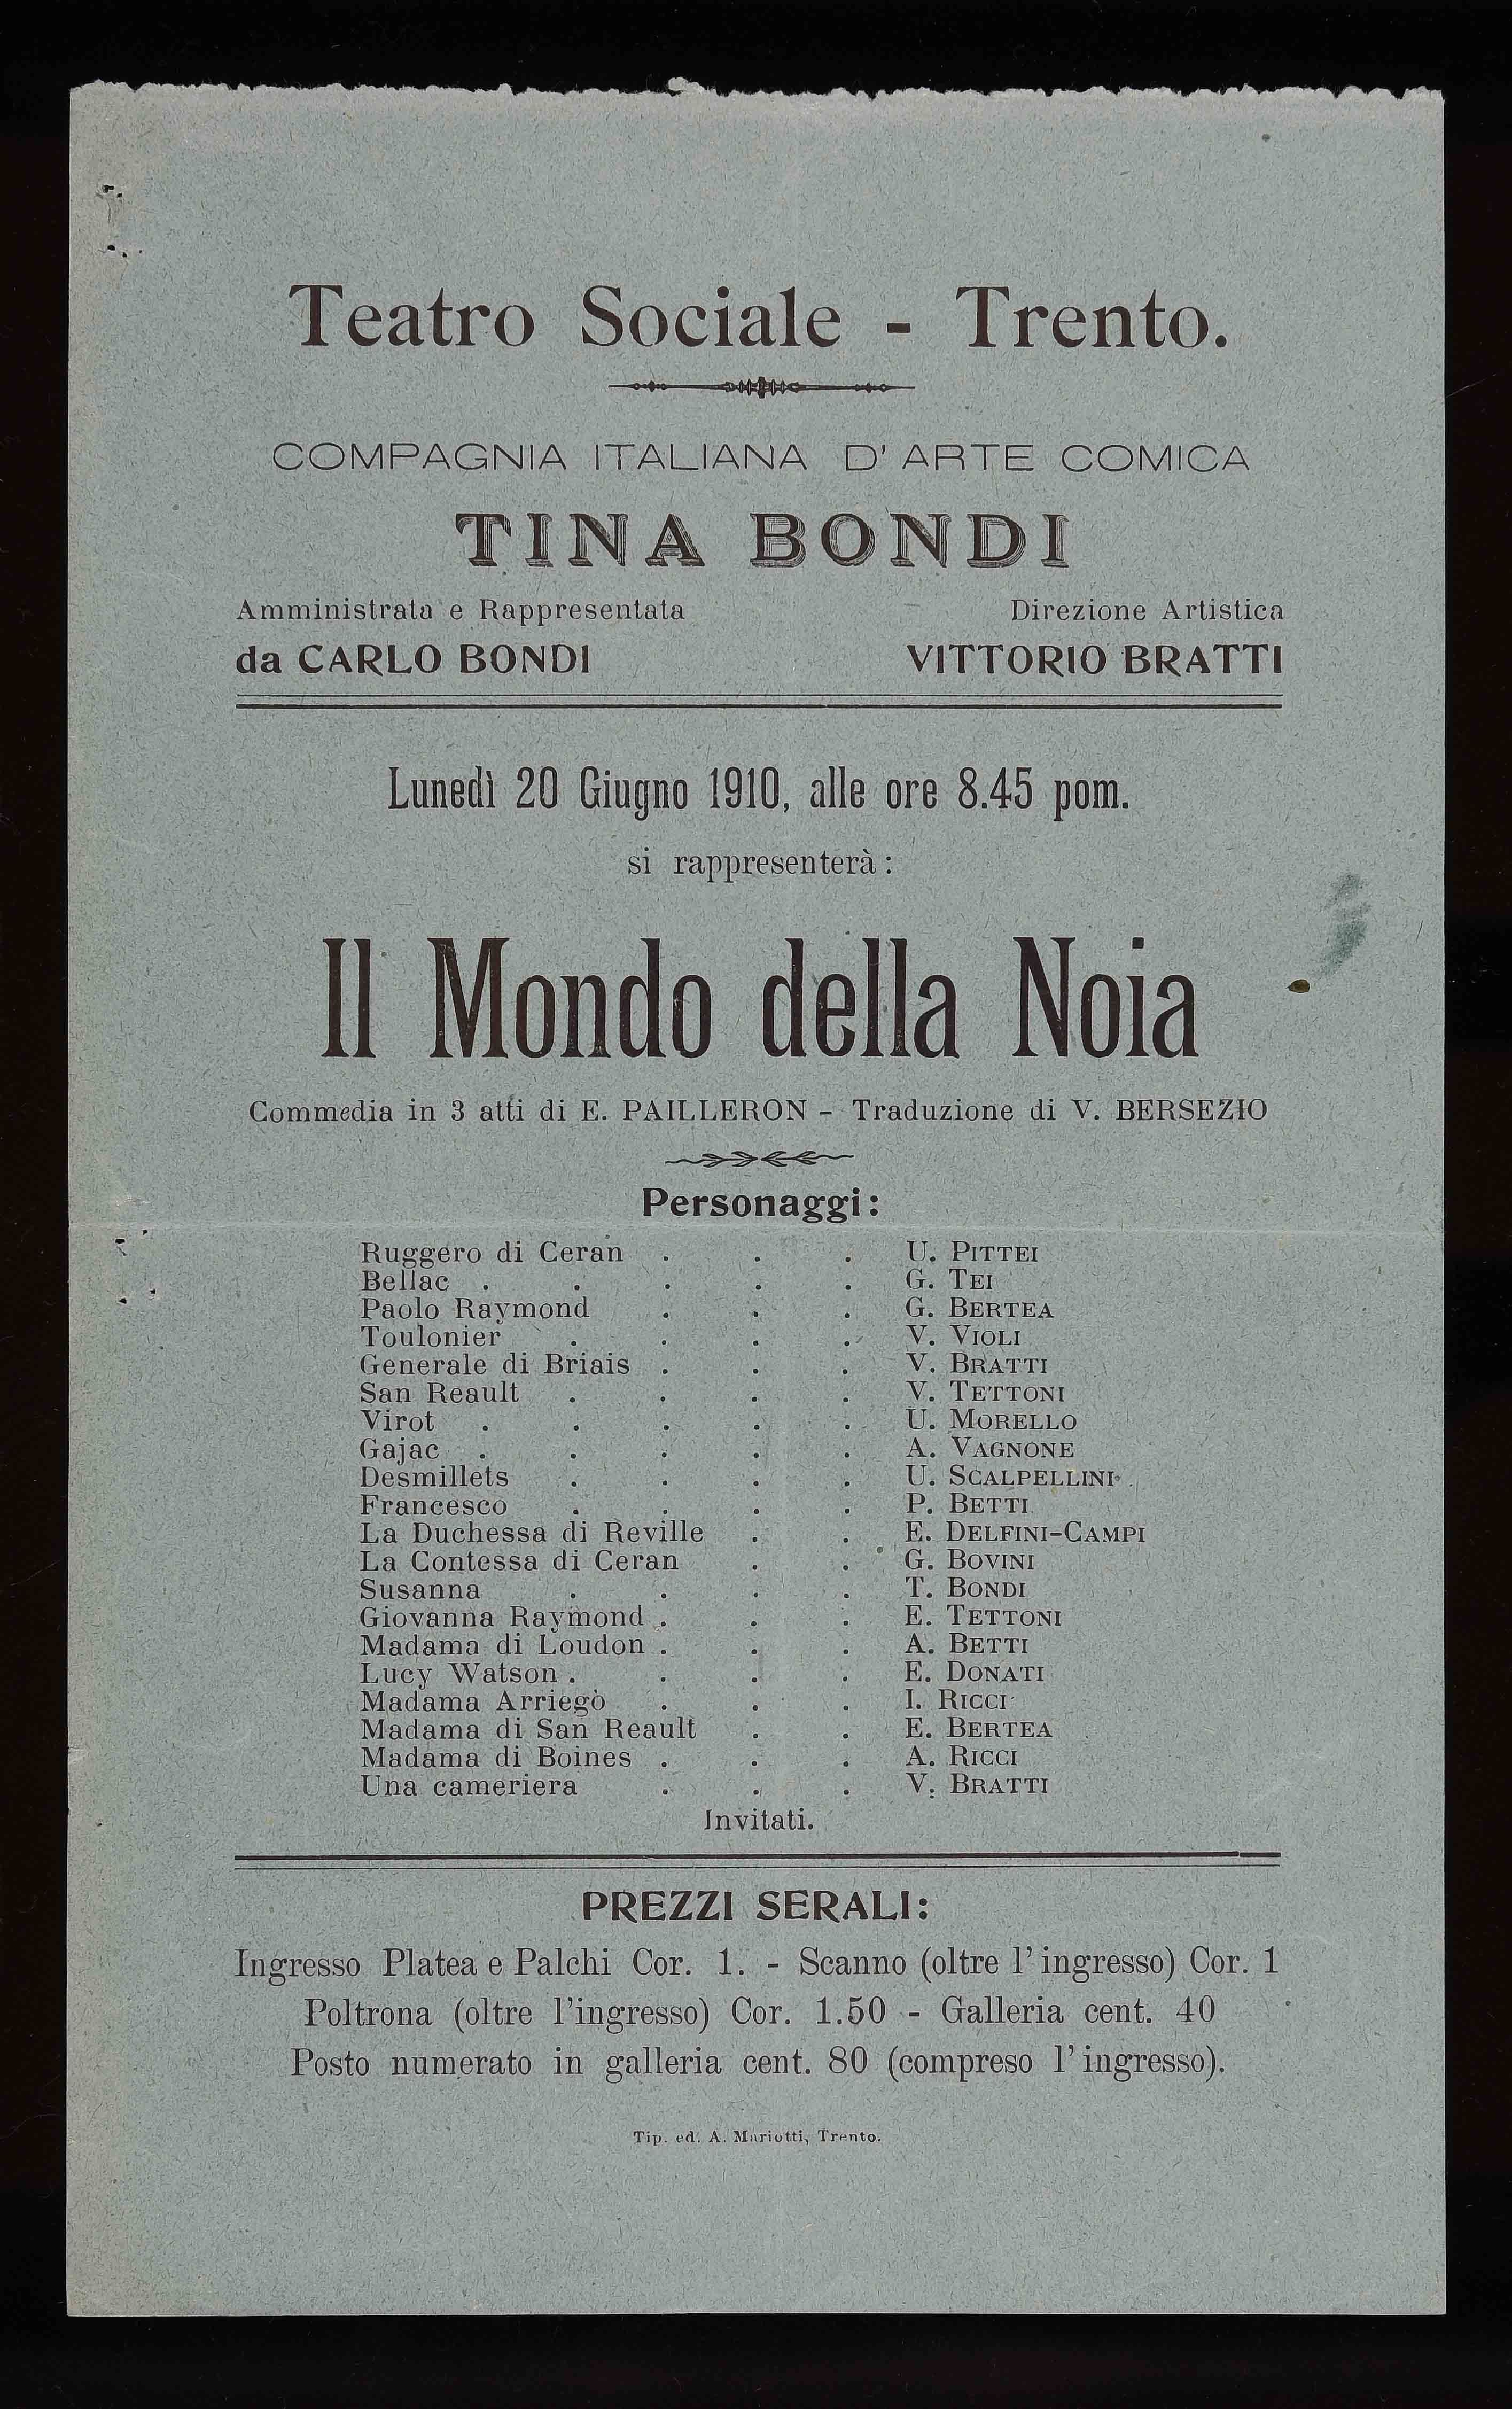 Teatro Sociale - Trento.
COMPAGNIA ITALIANA D' ARTE COMICA
TINA BONDI
Amministrata e Rappresentata Direzione Artistica
da CARLO BONDI VITTORIO BRATTI
Lunedì 20 Giugno 1910, alle ore 8.45 pom.
si rappresenterà:
Il Mondo della Noia
Commedia in 3 atti di E. PAILLERON - Traduzione di V. BERSEZIO
Personaggi:
Ruggero di Ceran . . . U. PITTEI
Bellac . . . . . G. TEI
Paolo Raymond . . . G. BERTEA
Toulonier . . . . V. VIOLI
Generale di Briais . . . V. BRATTI
San Reault . . . . V. TETTONI
Virot . . . . . U. MORELLO
Gajac . . . . . A. VAGNONE
Desmillets . . . . U. SCALPELLINI
Francesco . . . . P. BETTI
La Duchessa di Reville . . E. DELFINI-CAMPI
La Contessa di Ceran . . G. BOVINI
Susanna . . . . T. BONDI
Giovanna Raymond . . . E. TETTONI
Madama di Loudon . . . A. BETTI
Lucy Watson . . . . E. DONATI
Madama Arriegò . . . I. RICCI
Madama di San Reault . . E. BERTEA
Madama di Boines . . . A. RICCI
Una cameriera . . . V. BRATTI
Invitati.
PREZZI SERALI:
Ingresso Platea e Palchi Cor. 1. - Scanno (oltre l' ingresso) Cor. 1
Poltrona (oltre l'ingresso) Cor. 1.50 - Galleria cent. 40
Posto numerato in galleria cent. 80 (compreso l' ingresso).
Tip. ed. A. Mariotti, Trento.